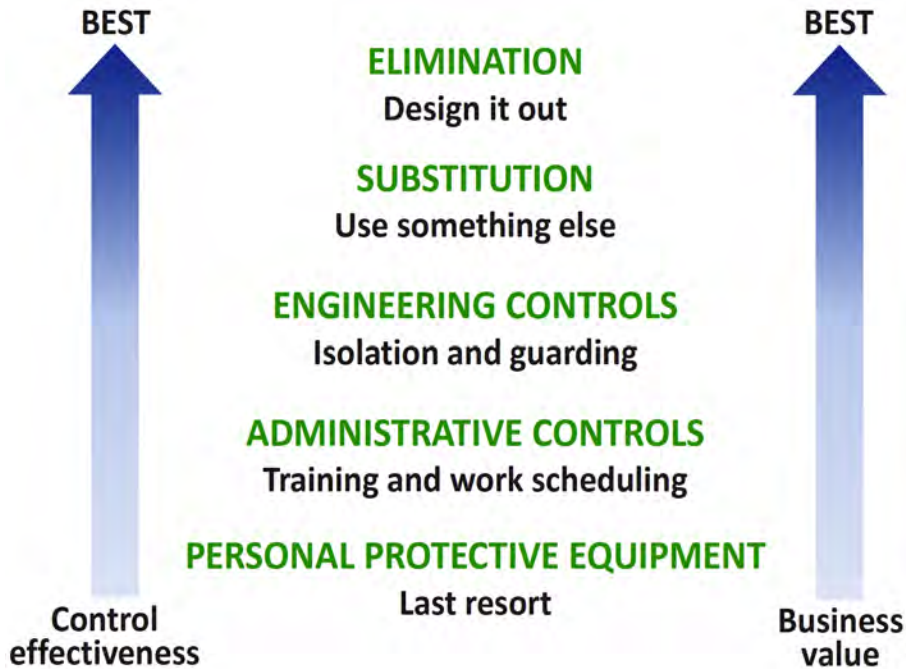 BEST
BEST
ELIMINATION
Design it out
SUBSTITUTION
Use something else
ENGINEERING CONTROLS
Isolation and guarding
ADMINISTRATIVE CONTROLS
Training and work scheduling
PERSONAL PROTECTIVE EQUIPMENT
Last resort
Control
effectiveness
Business
value